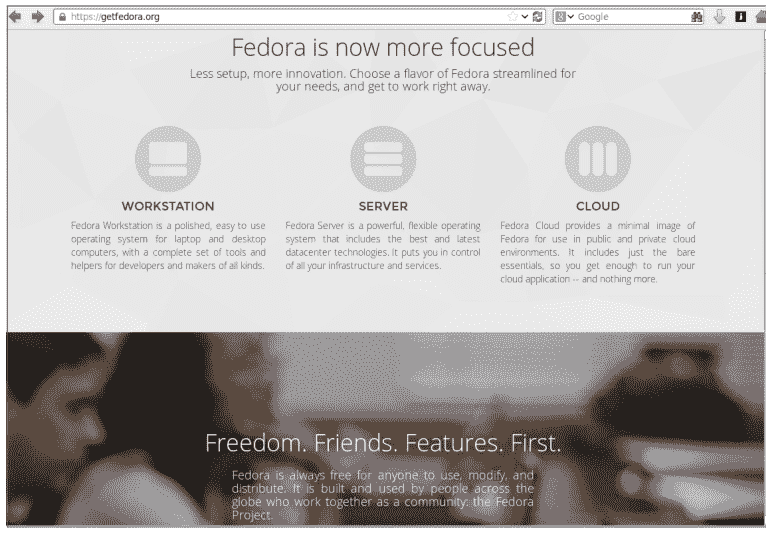 https://getfedora.org
Google
Fedora is now more focused
Less setup, more innovation. Choose a flavor of Fedora streamlined for
your needs, and get to work right away.
WORKSTATION
Fedora Workstation is a polished, easy to use
operating system for laptop and desktop
computers, with a complete set of tools and
helpers for developers and makers of all kinds.
SERVER
Fedora Server is a powerful, flexible operating
system that includes the best and latest
datacenter technologies. It puts you in control
of all your infrastructure and services.
CLOUD
Fedora Cloud provides a minimal image of
Fedora for use in public and private cloud
environments. It includes just the bare
essentials, so you get enough to run your
cloud application -- and nothing more.
Freedom. Friends. Features. First.
Fedora is always free for anyone to use, modify, and
distribute. It is built and used by people across the
globe who work together as a community: the Fedora
Project.